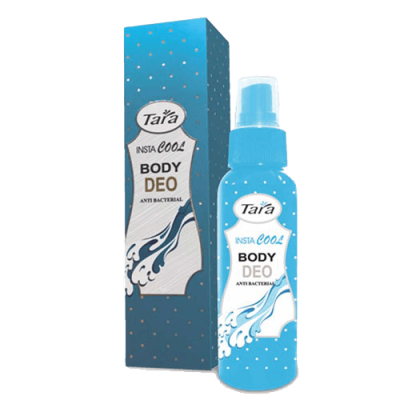 Tara
INSTA COOL
BODY
DEO
ANTI BACTERIAL
Tara
INSTA COOL
BODY
DEO
ANTI BACTERIAL